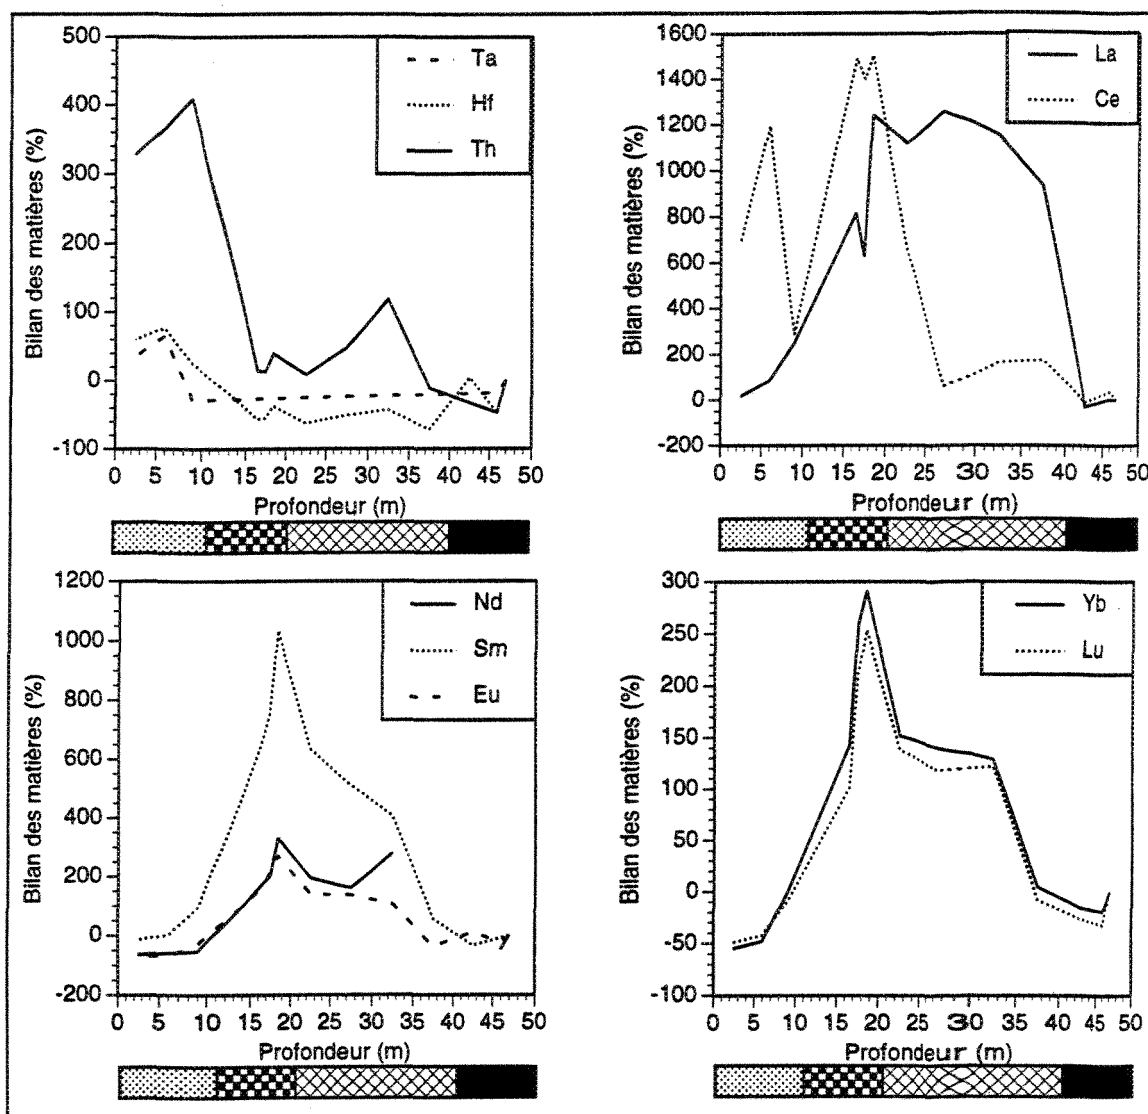 500
400
300
200
100
0
-100
Bilan des matières (%)
Ta
Hf
Th
0 5 10 15 20 25 30 35 40 45 50
Profondeur (m)
1600
1400
1200
1000
800
600
400
200
0
-200
Bilan des matières (%)
La
Ce
0 5 10 15 20 25 30 35 40 45 50
Profondeur (m)
1200
1000
800
600
400
200
0
-200
Bilan des matières (%)
Nd
Sm
Eu
0 5 10 15 20 25 30 35 40 45 50
Profondeur (m)
300
250
200
150
100
50
0
-50
-100
Bilan des matières (%)
Yb
Lu
0 5 10 15 20 25 30 35 40 45 50
Profondeur (m)